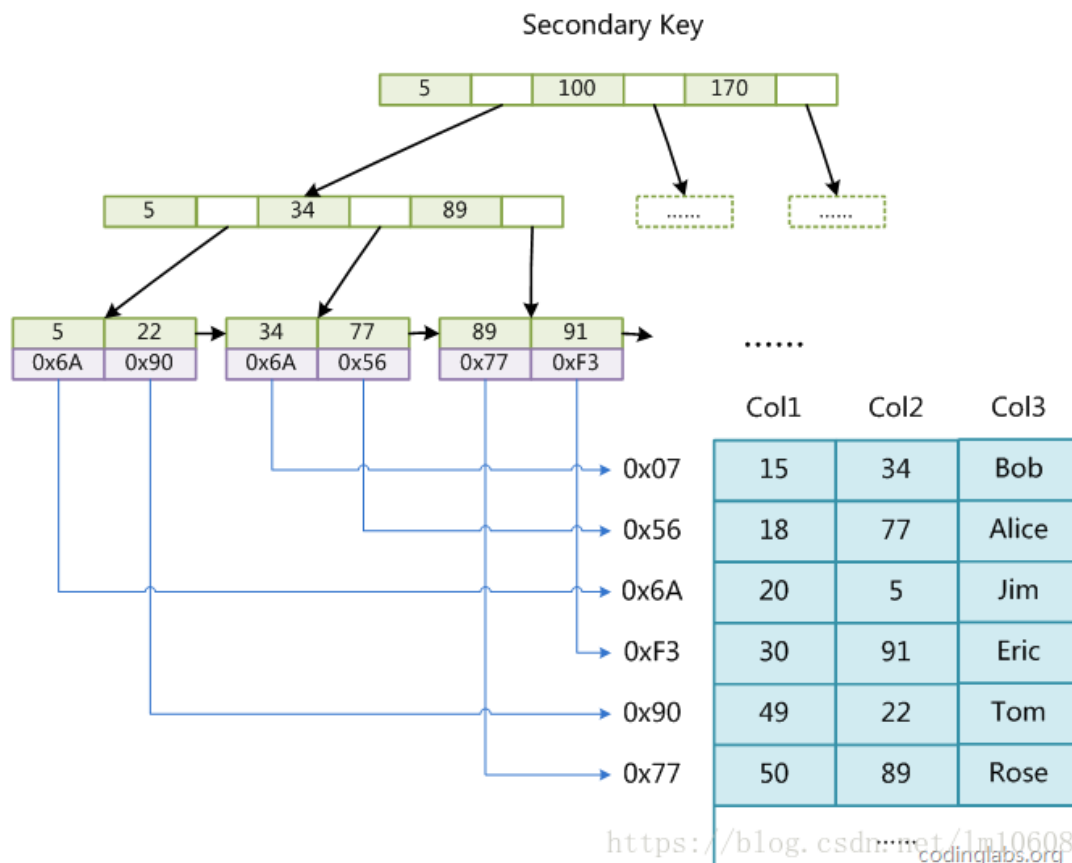 Secondary Key
5 100 170
5 34 89 ...... ......
5 22 34 77 89 91
0x6A 0x90 0x6A 0x56 0x77 0xF3
......
Col1 Col2 Col3
0x07 15 34 Bob
0x56 18 77 Alice
0x6A 20 5 Jim
0xF3 30 91 Eric
0x90 49 22 Tom
0x77 50 89 Rose
......
https://blog.csdn.net/lm10608
codinglabs.org